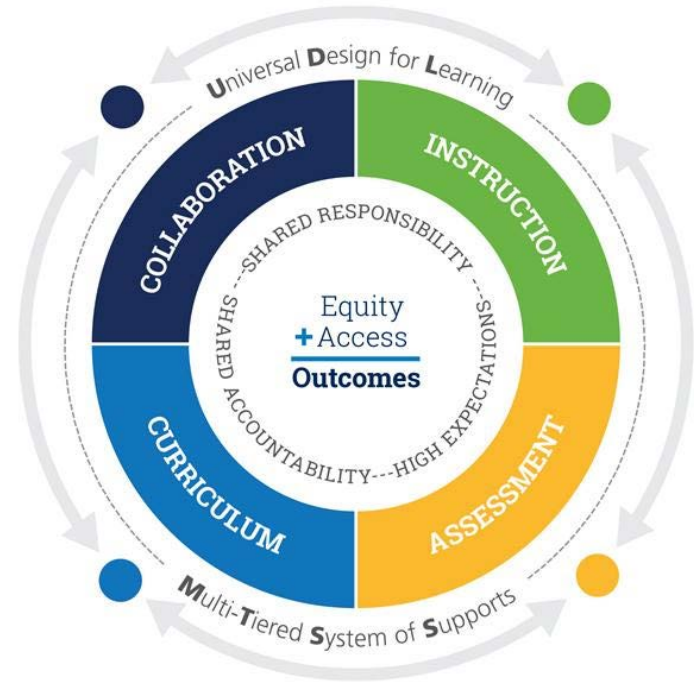 Universal Design for Learning
COLLABORATION
INSTRUCTION
SHARED RESPONSIBILITY ---HIGH EXPECTATIONS---SHARED ACCOUNTABILITY---
Equity
+Access
Outcomes
CURRICULUM
ASSESSMENT
Multi-Tiered System of Supports